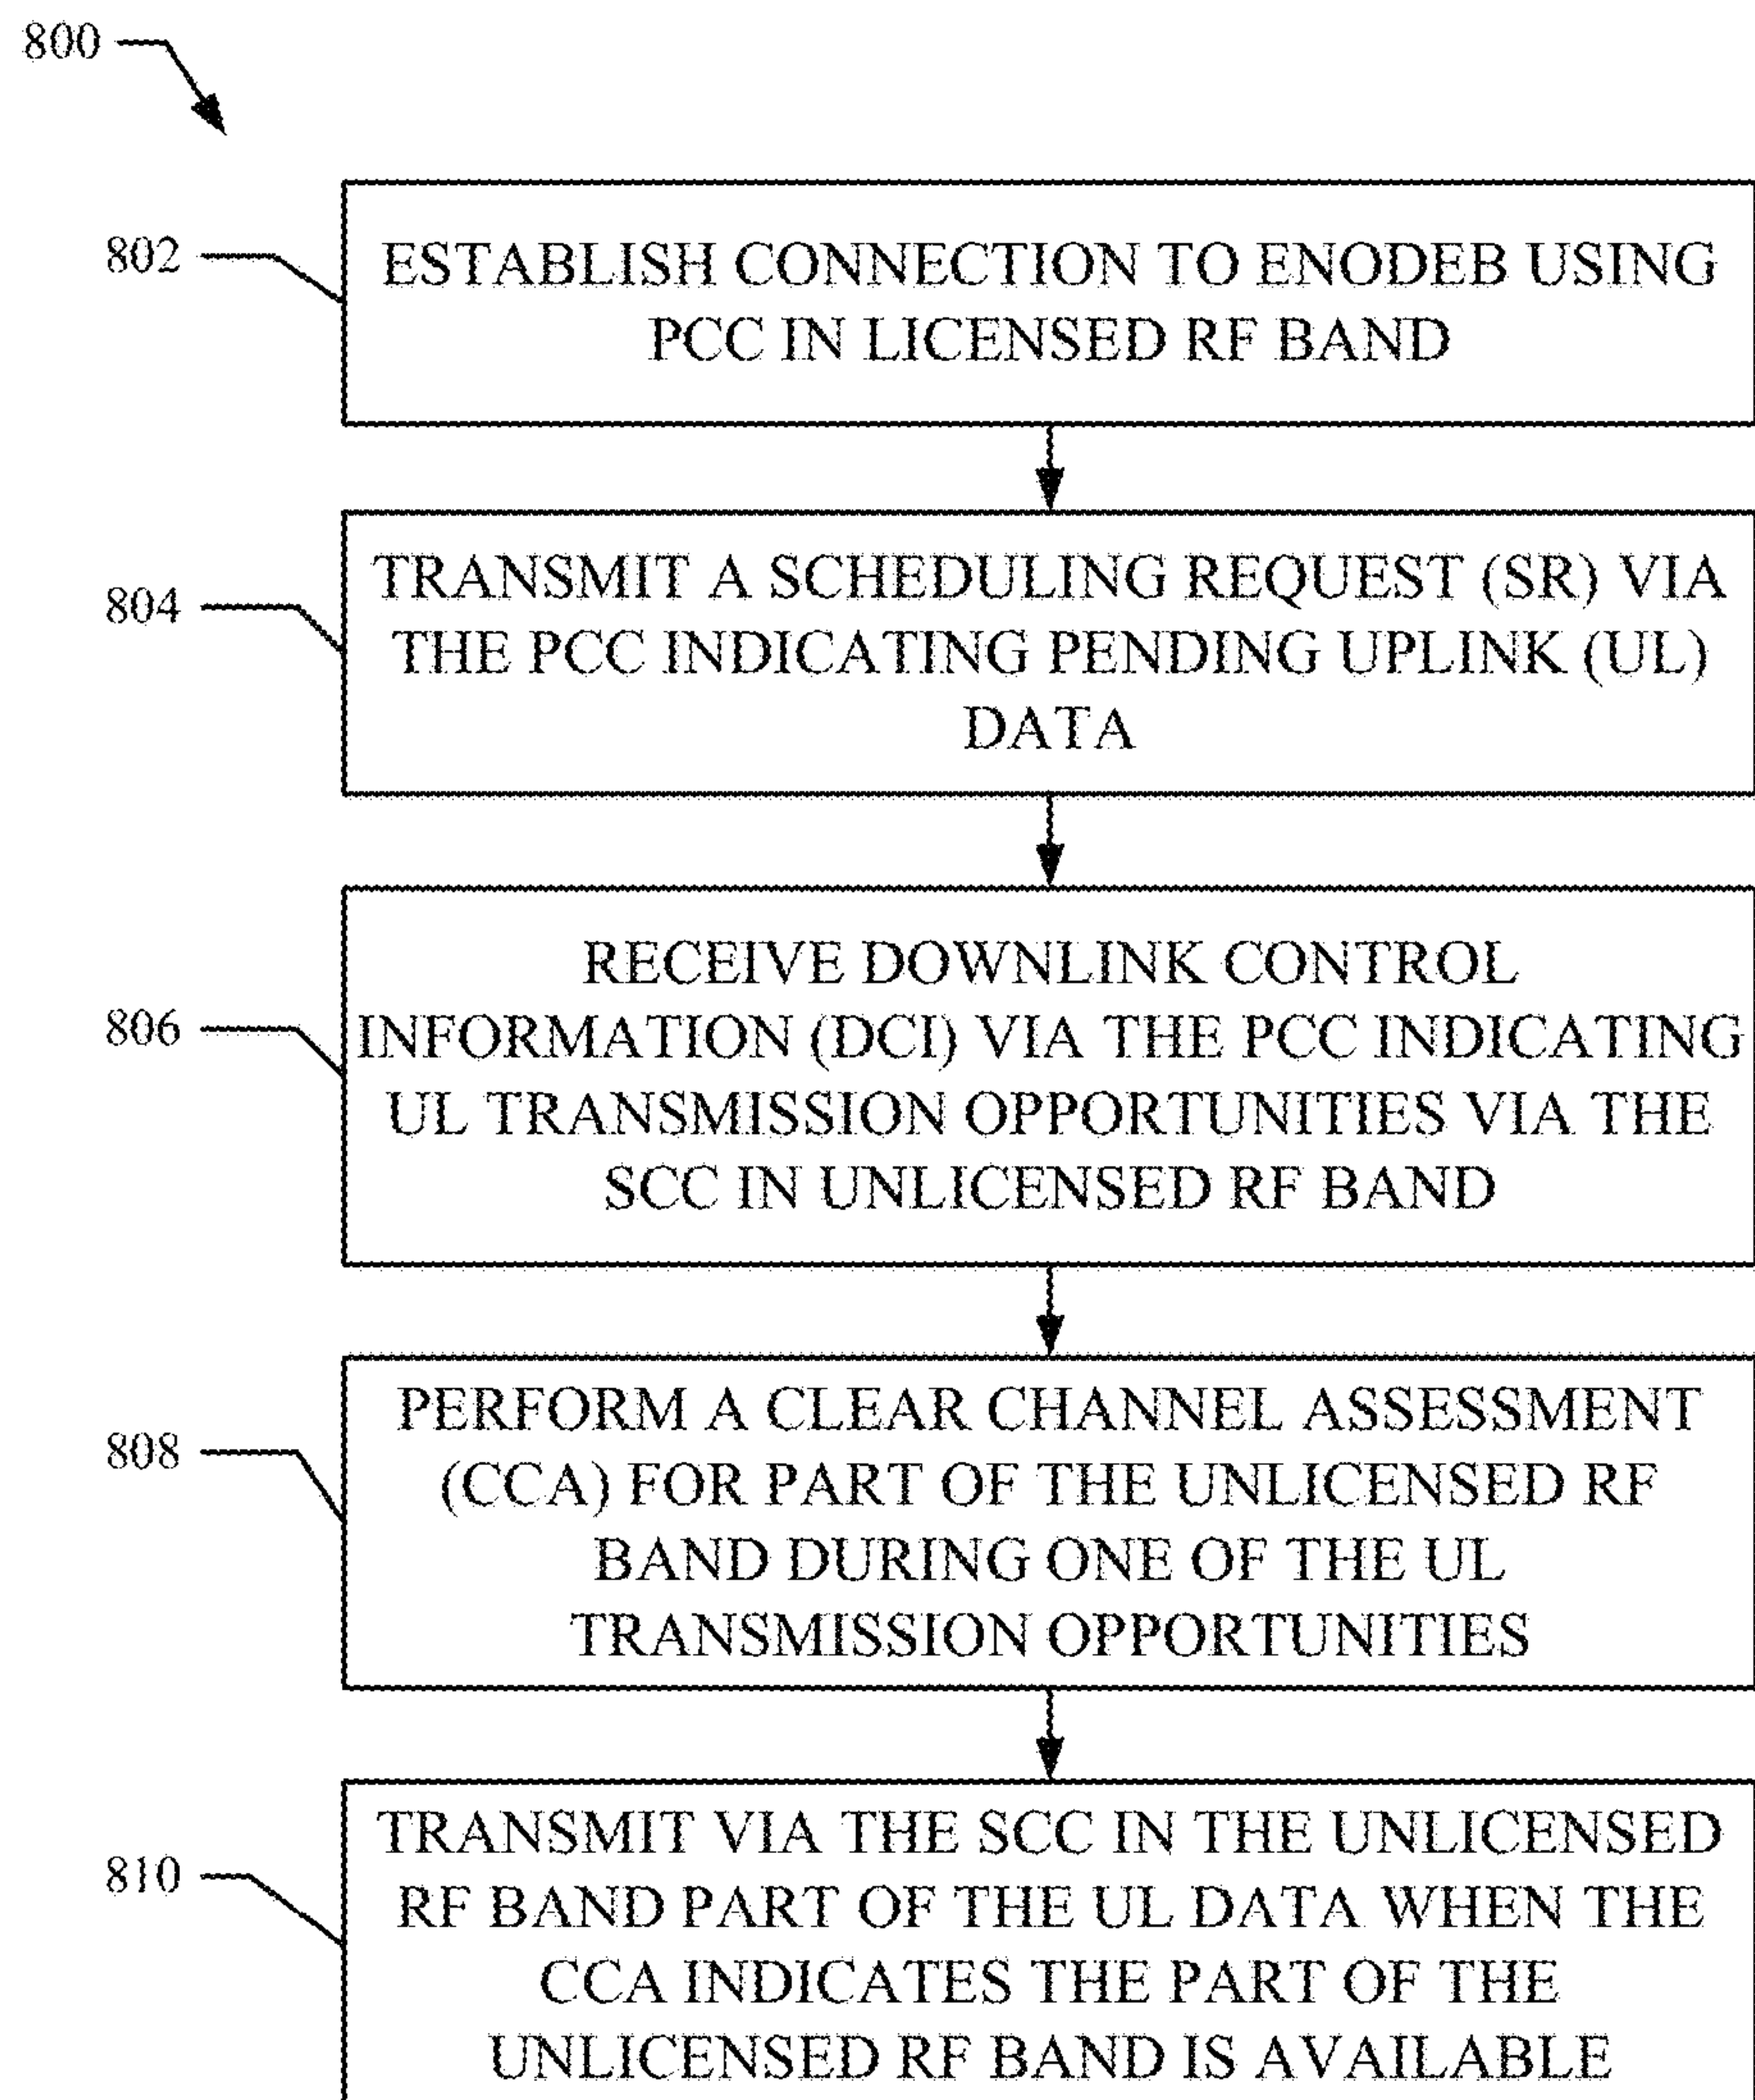 800
802
ESTABLISH CONNECTION TO ENODEB USING
PCC IN LICENSED RF BAND
804
TRANSMIT A SCHEDULING REQUEST (SR) VIA
THE PCC INDICATING PENDING UPLINK (UL)
DATA
806
RECEIVE DOWNLINK CONTROL
INFORMATION (DCI) VIA THE PCC INDICATING
UL TRANSMISSION OPPORTUNITIES VIA THE
SCC IN UNLICENSED RF BAND
808
PERFORM A CLEAR CHANNEL ASSESSMENT
(CCA) FOR PART OF THE UNLICENSED RF
BAND DURING ONE OF THE UL
TRANSMISSION OPPORTUNITIES
810
TRANSMIT VIA THE SCC IN THE UNLICENSED
RF BAND PART OF THE UL DATA WHEN THE
CCA INDICATES THE PART OF THE
UNLICENSED RF BAND IS AVAILABLE